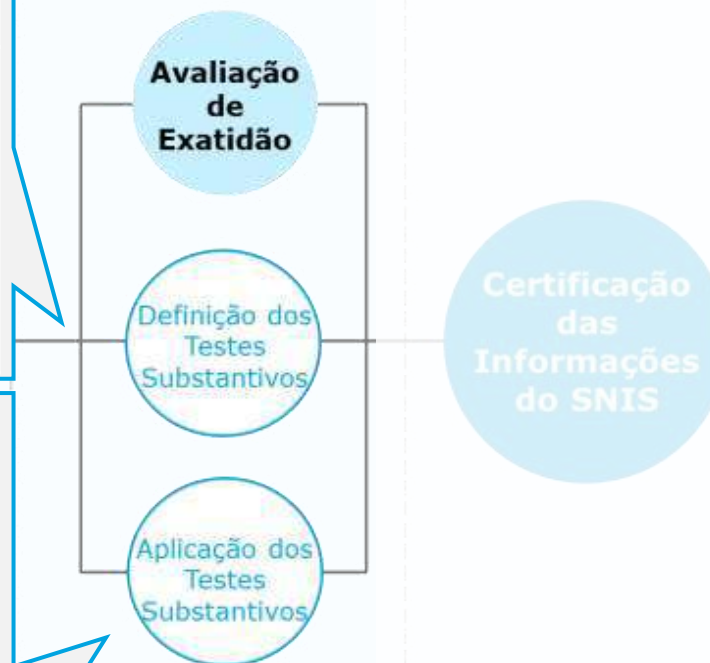 Avaliação
de
Exatidão
Definição dos
Testes
Substantivos
Aplicação dos
Testes
Substantivos
Certificação
das
Informações
do SNIS